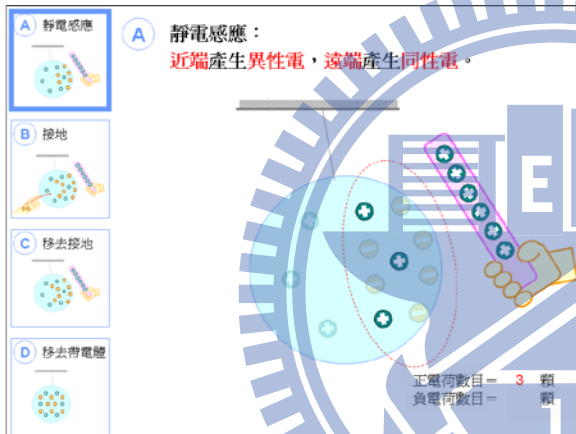 A 靜電感應
B 接地
C 移去接地
D 移去帶電體
A 靜電感應：
近端產生異性電，遠端產生同性電。
E
正電荷數目＝ 3 顆
負電荷數目＝ 顆